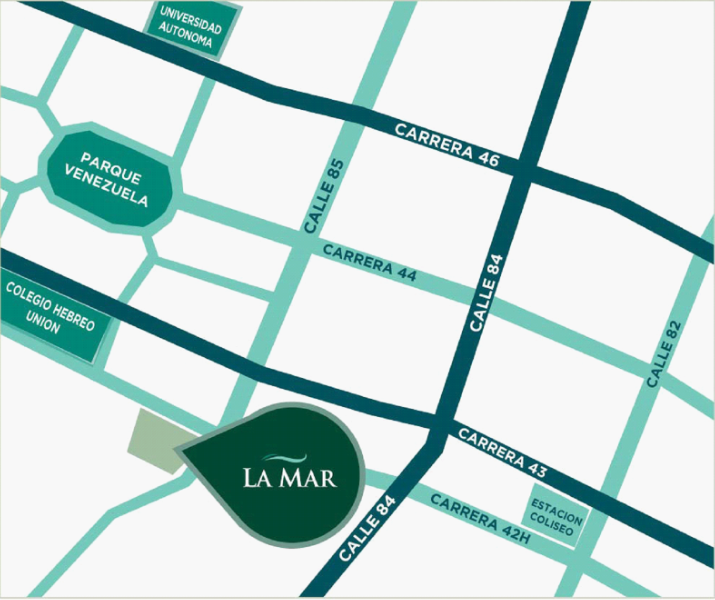 UNIVERSIDAD
AUTONOMA
CARRERA 46
PARQUE
VENEZUELA
CALLE 85
CARRERA 44
CALLE 84
COLEGIO HEBREO
UNION
CALLE 82
LA MAR
CARRERA 43
CALLE 84
CARRERA 42H
ESTACION
COLISEO